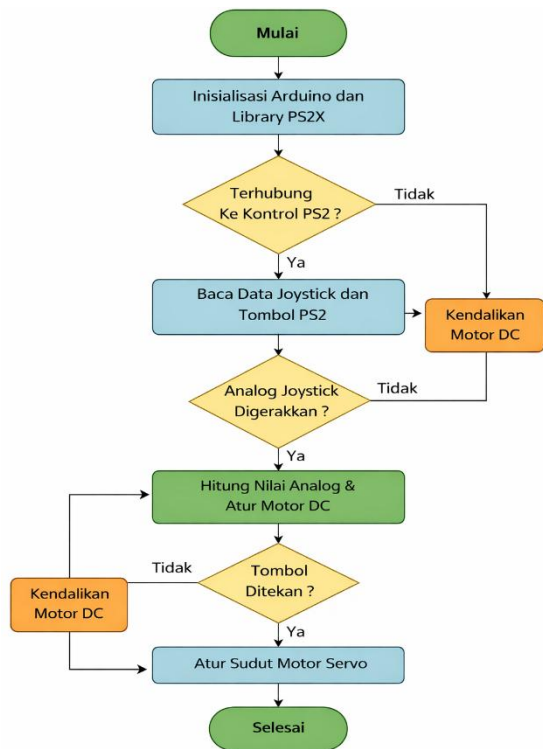 Mulai
Inisialisasi Arduino dan
Library PS2X
Terhubung
Ke Kontrol PS2 ?
Tidak
Ya
Baca Data Joystick dan
Tombol PS2
Kendalikan
Motor DC
Analog Joystick
Digerakkan ?
Tidak
Ya
Hitung Nilai Analog &
Atur Motor DC
Tidak
Tombol
Ditekan ?
Kendalikan
Motor DC
Ya
Atur Sudut Motor Servo
Selesai